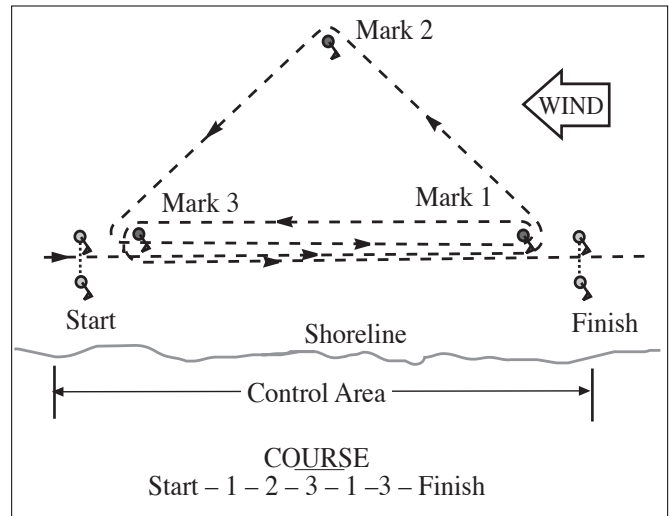 Mark 2
WIND
Mark 3
Mark 1
Start
Finish
Shoreline
Control Area
COURSE
Start – 1 – 2 – 3 – 1 –3 – Finish